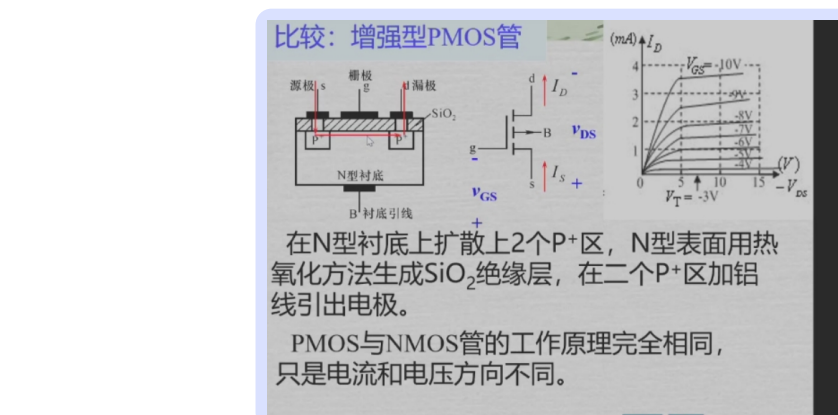 比较：增强型PMOS管
源极 s
栅极
g
d 漏极
SiO₂
P⁺
P⁺
N型衬底
B 衬底引线
d
I_D
-
B
v_DS
g
-
s
I_S
+
v_GS
+
(mA)
I_D
V_GS= -10V
-9V
-8V
-7V
-6V
-4V
4
3
2
1
0
5
10
15
(V)
-V_DS
V_T= -3V
在N型衬底上扩散上2个P⁺区，N型表面用热
氧化方法生成SiO₂绝缘层，在二个P⁺区加铝
线引出电极。
PMOS与NMOS管的工作原理完全相同，
只是电流和电压方向不同。